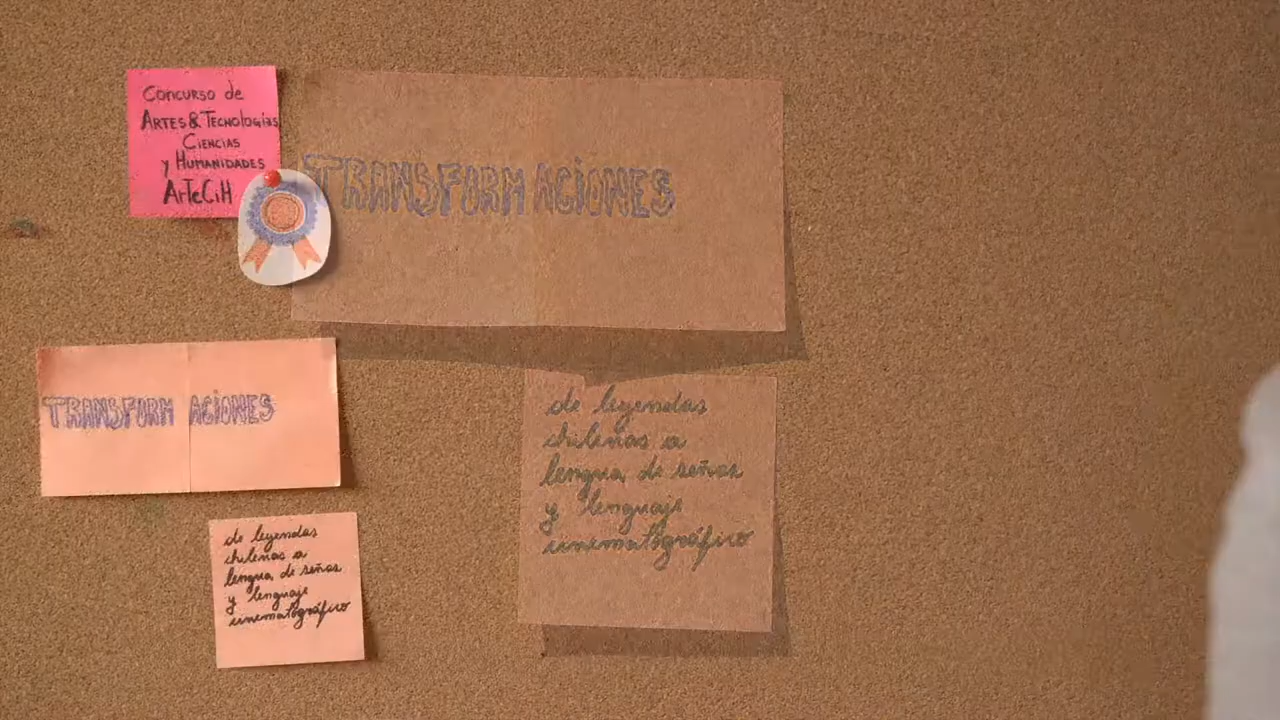 Concurso de
ARTES & TECNOLOGÍAS
CIENCIAS
y HUMANIDADES
ArTeCiH
TRANSFORMACIONES
de leyendas
chilenas a
lengua de señas
y lenguaje
cinematográfico
TRANSFORMACIONES
de leyendas
chilenas a
lengua de señas
y lenguaje
cinematográfico